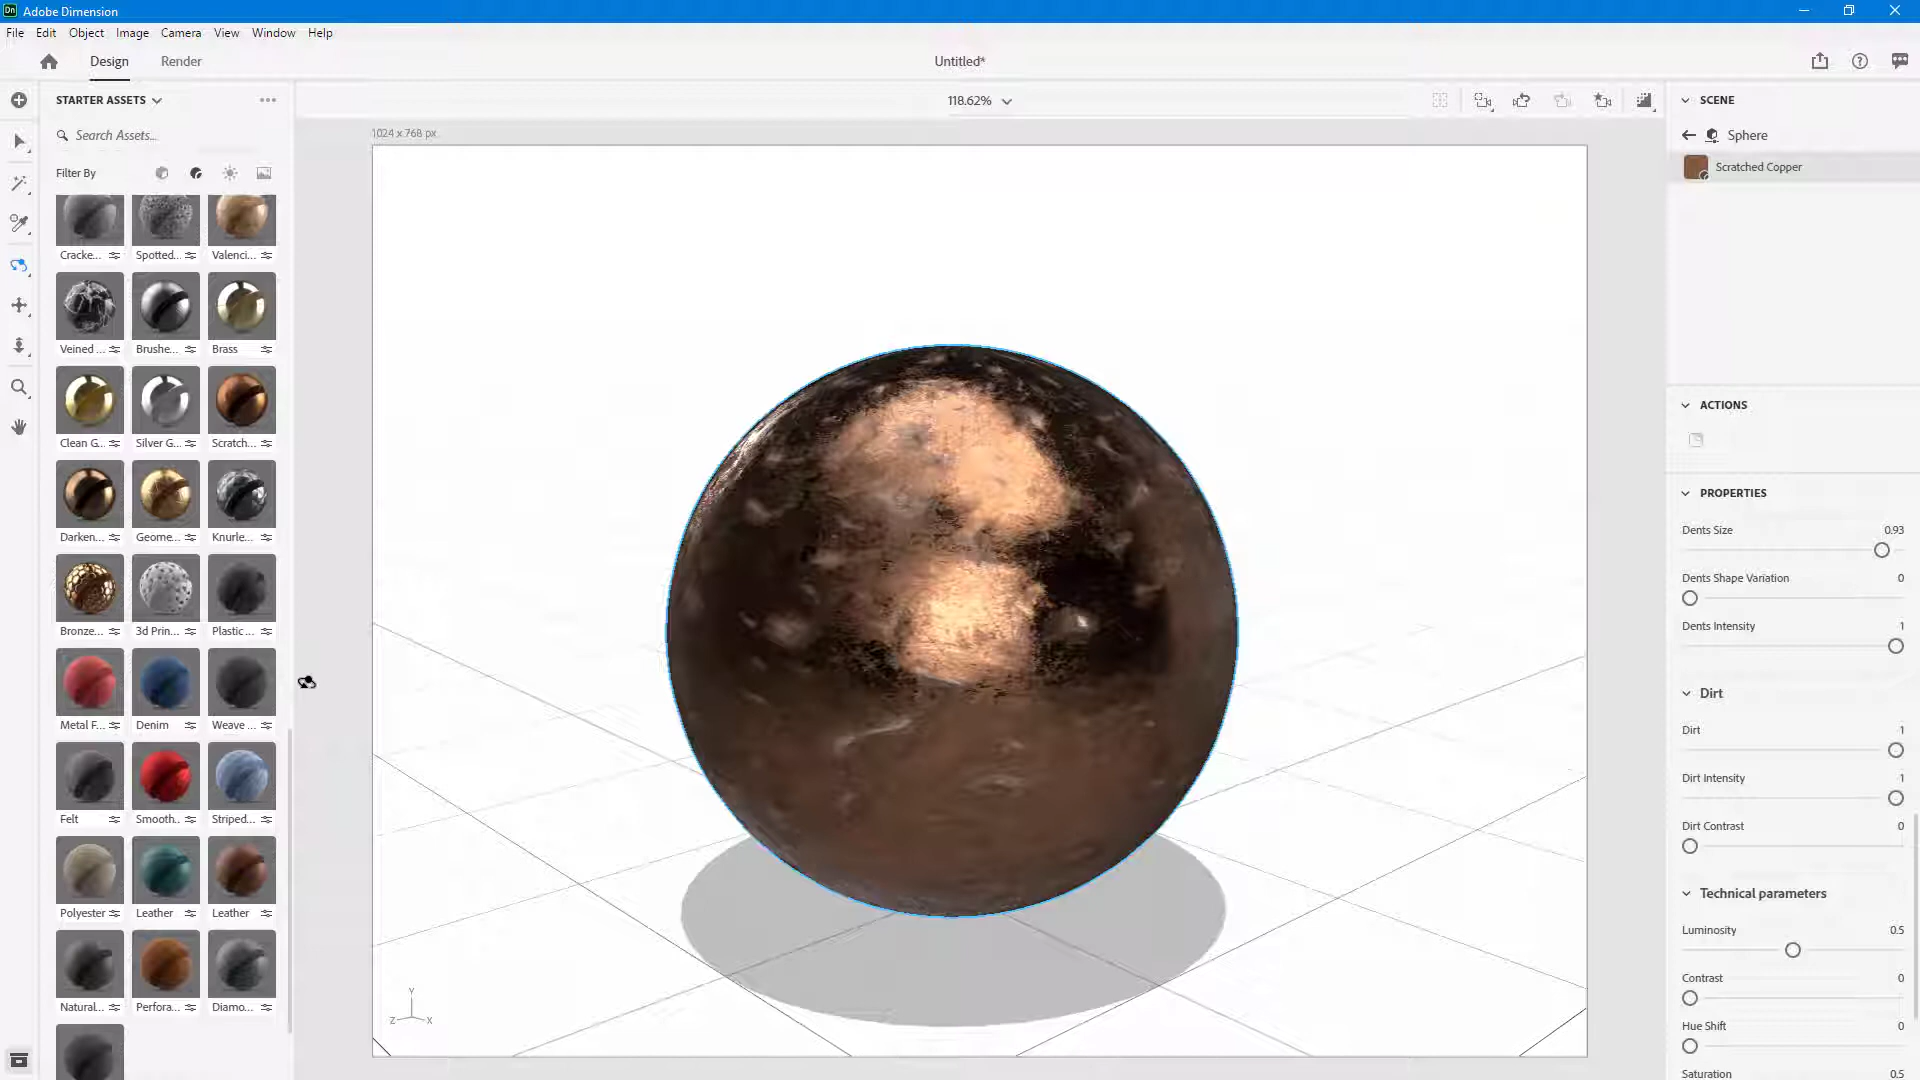 Dn Adobe Dimension
File Edit Object Image Camera View Window Help
Design Render Untitled*
STARTER ASSETS
118.62%
SCENE
Search Assets...
1024 x 768 px
Sphere
Filter By
Scratched Copper
Cracke... Spotted... Valenci...
Veined ... Brushe... Brass
Clean G... Silver G... Scratch...
Darken... Geome... Knurle...
Bronze... 3d Prin... Plastic ...
Metal F... Denim Weave ...
Felt Smooth.. Striped...
Polyester Leather Leather
Natural... Perfora... Diamo...
ACTIONS
PROPERTIES
Dents Size 0.93
Dents Shape Variation 0
Dents Intensity 1
Dirt
Dirt 1
Dirt Intensity 1
Dirt Contrast 0
Technical parameters
Luminosity 0.5
Contrast 0
Hue Shift 0
Saturation 0.5
Y
Z X